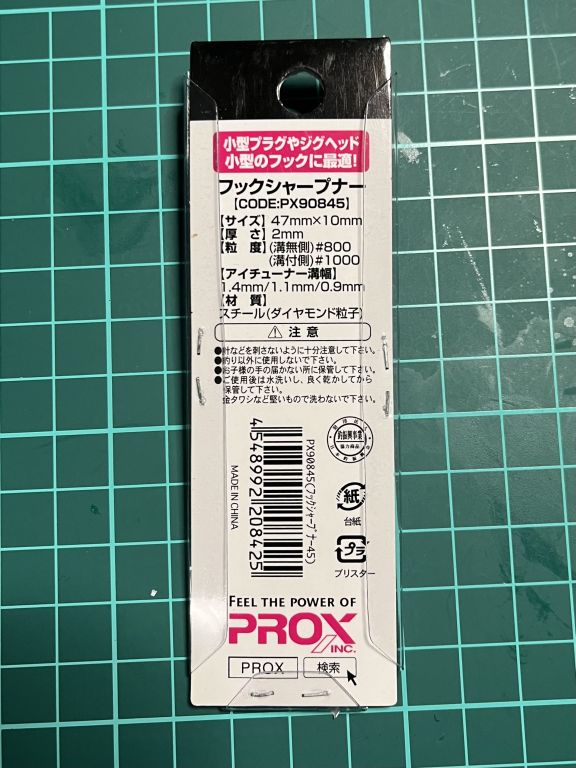 小型プラグやジグヘッド
小型のフックに最適!
フックシャープナー
【CODE:PX90845】
【サイズ】47mm×10mm
【厚 さ】2mm
【粒 度】(溝無側)#800
(溝付側)#1000
【アイチューナー溝幅】
1.4mm/1.1mm/0.9mm
【材 質】
スチール(ダイヤモンド粒子)
⚠ 注意
●針などを刺さないように十分注意して下さい。
●釣り以外に使用しないで下さい。
●お子様の手の届かない所に保管して下さい。
●ご使用後は水洗いし、良く乾かしてから
保管して下さい。
金タワシなど堅いもので洗わないで下さい。
PX90845(フックシャープナー45)
4548992208425
MADE IN CHINA
釣振興事業
協力商品
紙
台紙
プラ
ブリスター
FEEL THE POWER OF
PROX
INC.
PROX 検索